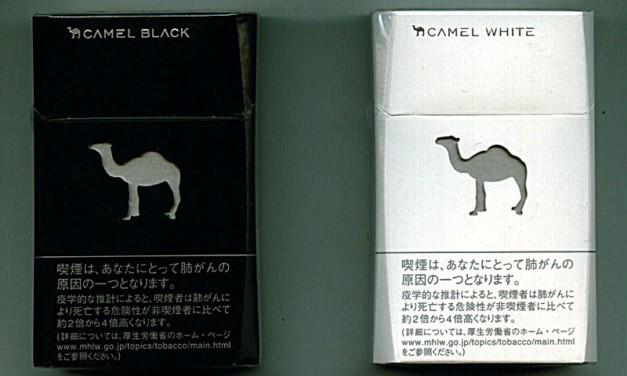 CAMEL BLACK
喫煙は、あなたにとって肺がんの
原因の一つとなります。
疫学的な推計によると、喫煙者は肺がんに
より死亡する危険性が非喫煙者に比べて
約2倍から4倍高くなります。
(詳細については、厚生労働省のホーム・ページ
www.mhlw.go.jp/topics/tobacco/main.html
をご参照ください。)
CAMEL WHITE
喫煙は、あなたにとって肺がんの
原因の一つとなります。
疫学的な推計によると、喫煙者は肺がんに
より死亡する危険性が非喫煙者に比べて
約2倍から4倍高くなります。
(詳細については、厚生労働省のホーム・ページ
www.mhlw.go.jp/topics/tobacco/main.html
をご参照ください。)